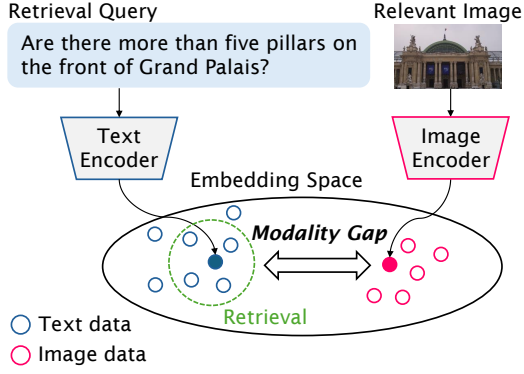 Retrieval Query
Relevant Image
Are there more than five pillars on
the front of Grand Palais?
Text
Encoder
Image
Encoder
Embedding Space
Modality Gap
Retrieval
Text data
Image data